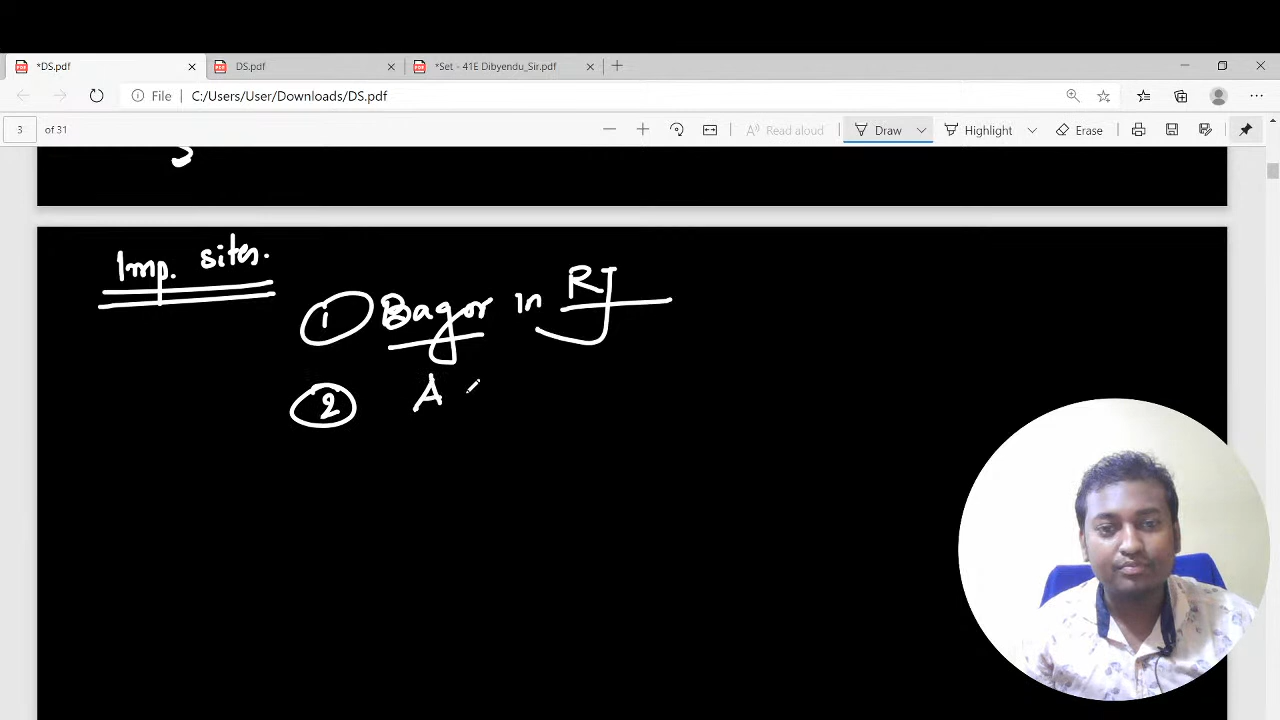 *DS.pdf
DS.pdf
*Set - 41E Dibyendu_Sir.pdf
File
C:/Users/User/Downloads/DS.pdf
3 of 31
Read aloud
Draw
Highlight
Erase
Imp. sites.
① Bagor in RJ
② A